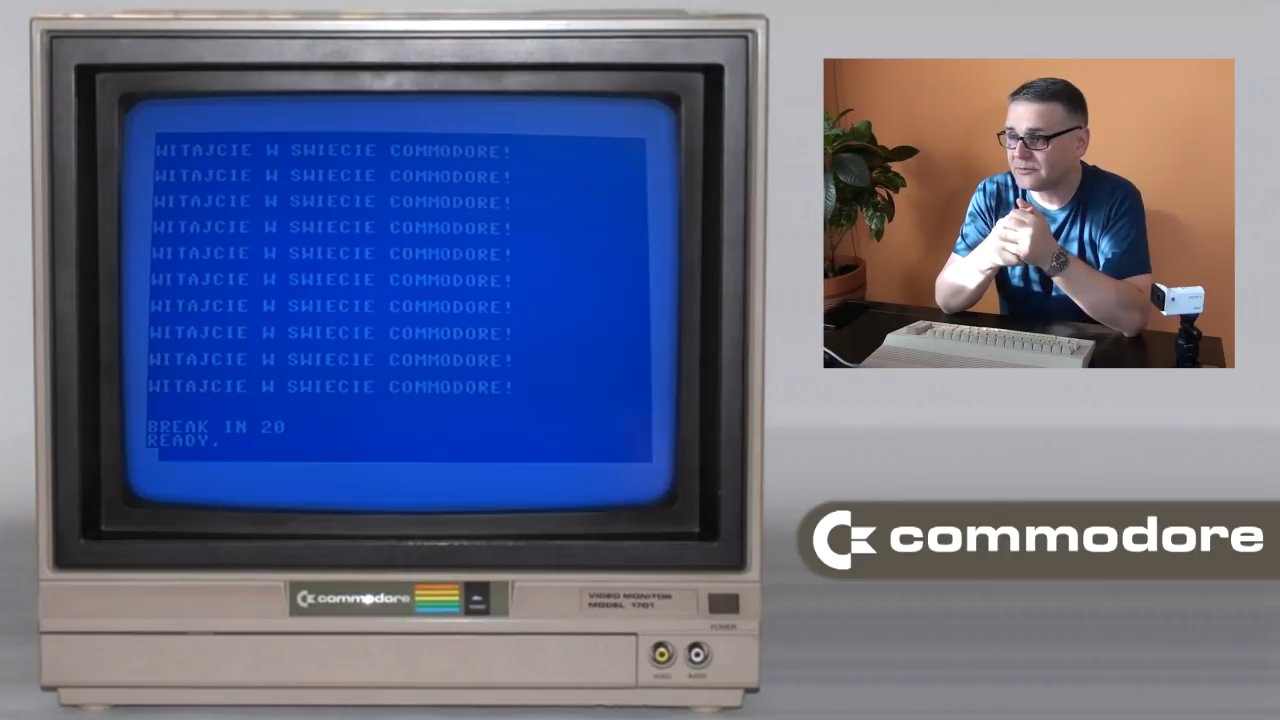 WITAJCIE W SWIECIE COMMODORE!
WITAJCIE W SWIECIE COMMODORE!
WITAJCIE W SWIECIE COMMODORE!
WITAJCIE W SWIECIE COMMODORE!
WITAJCIE W SWIECIE COMMODORE!
WITAJCIE W SWIECIE COMMODORE!
WITAJCIE W SWIECIE COMMODORE!
WITAJCIE W SWIECIE COMMODORE!
WITAJCIE W SWIECIE COMMODORE!
WITAJCIE W SWIECIE COMMODORE!
BREAK IN 20
READY.
commodore
VIDEO MONITOR
MODEL 1701
POWER
VIDEO
AUDIO
commodore